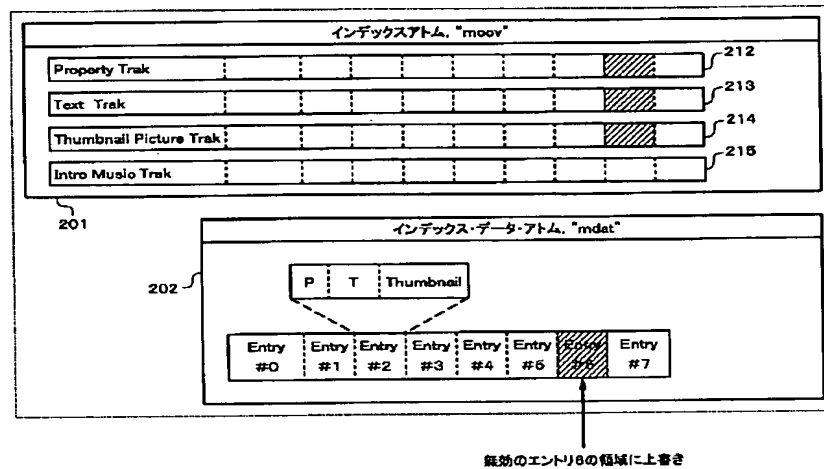 インデックスアトム, "moov"
Property Trak
212
Text Trak
213
Thumbnail Picture Trak
214
Intro Music Trak
215
201
インデックス・データ・アトム, "mdat"
202
P T Thumbnail
Entry #0
Entry #1
Entry #2
Entry #3
Entry #4
Entry #5
Entry #6
Entry #7
無効のエントリ6の領域に上書き